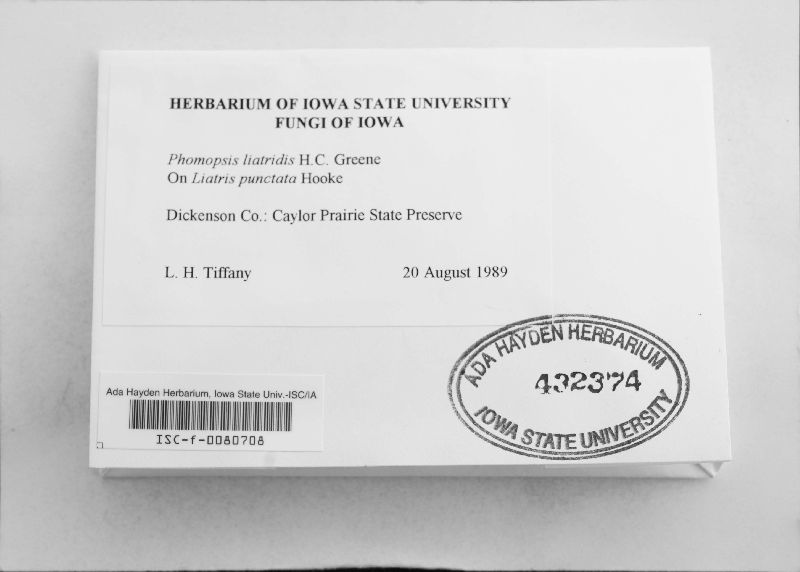 HERBARIUM OF IOWA STATE UNIVERSITY
FUNGI OF IOWA
Phomopsis liatridis H.C. Greene
On Liatris punctata Hooke
Dickenson Co.: Caylor Prairie State Preserve
L. H. Tiffany 20 August 1989
ADA HAYDEN HERBARIUM
432374
IOWA STATE UNIVERSITY
Ada Hayden Herbarium, Iowa State Univ.-ISC/IA
ISC-f-0080708